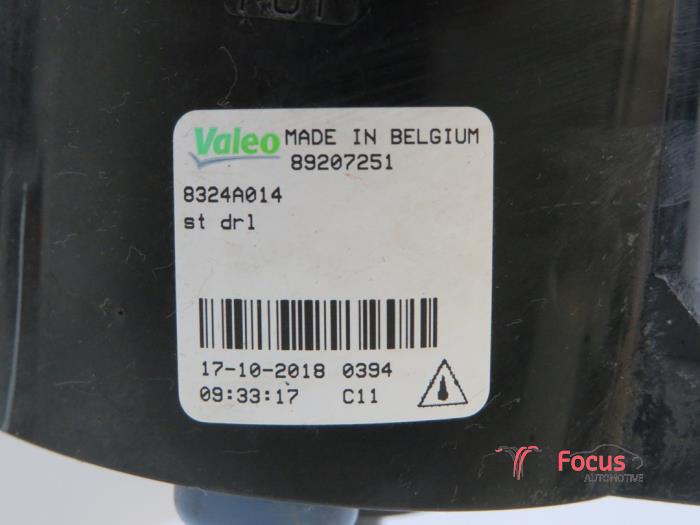 Valeo MADE IN BELGIUM
89207251
8324A014
st drl
17-10-2018 0394
09:33:17 C11
Focus
AUTOMOTIVE